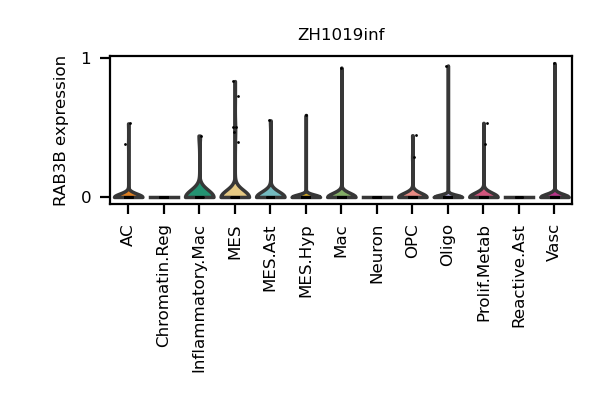 ZH1019inf
RAB3B expression
1
0
AC
Chromatin.Reg
Inflammatory.Mac
MES
MES.Ast
MES.Hyp
Mac
Neuron
OPC
Oligo
Prolif.Metab
Reactive.Ast
Vasc